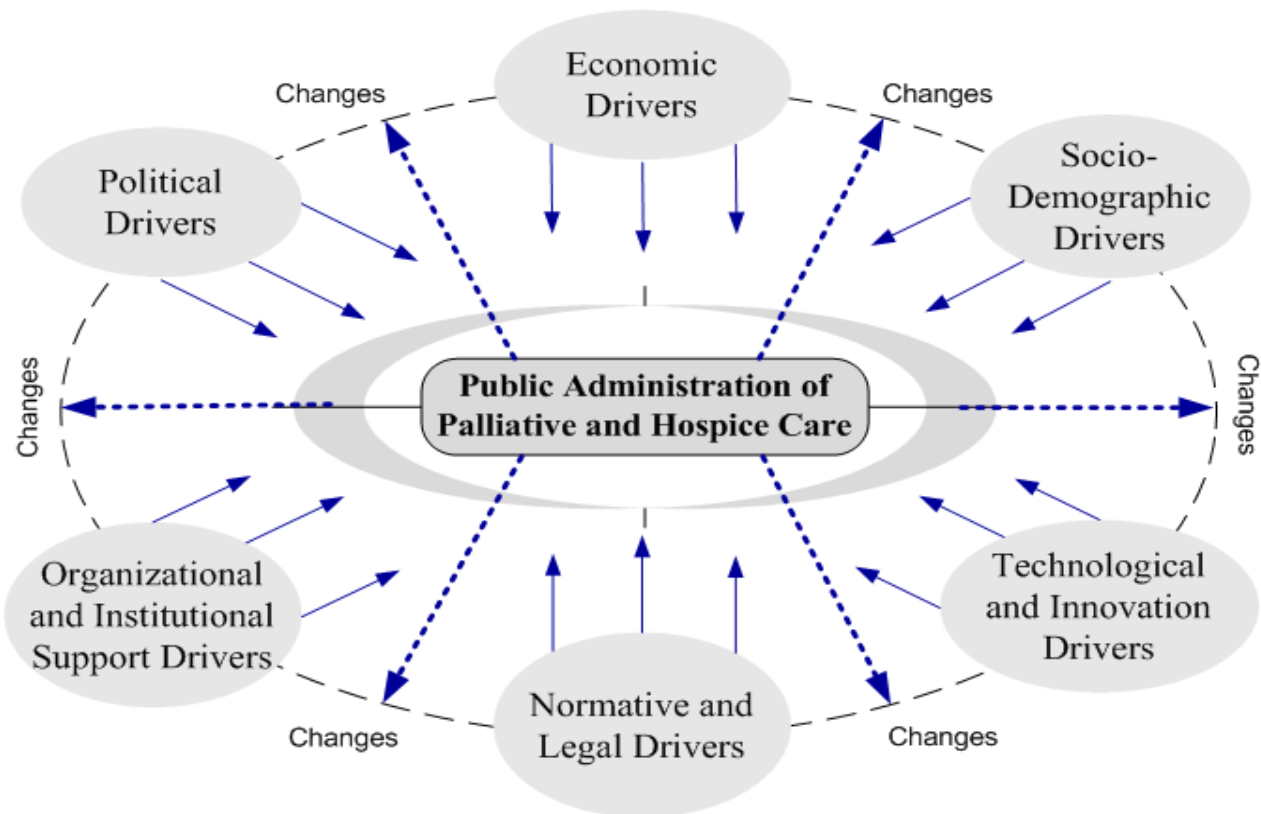 Economic
Drivers
Changes
Changes
Political
Drivers
Socio-
Demographic
Drivers
Changes
Public Administration of
Palliative and Hospice Care
Changes
Organizational
and Institutional
Support Drivers
Technological
and Innovation
Drivers
Normative and
Legal Drivers
Changes
Changes